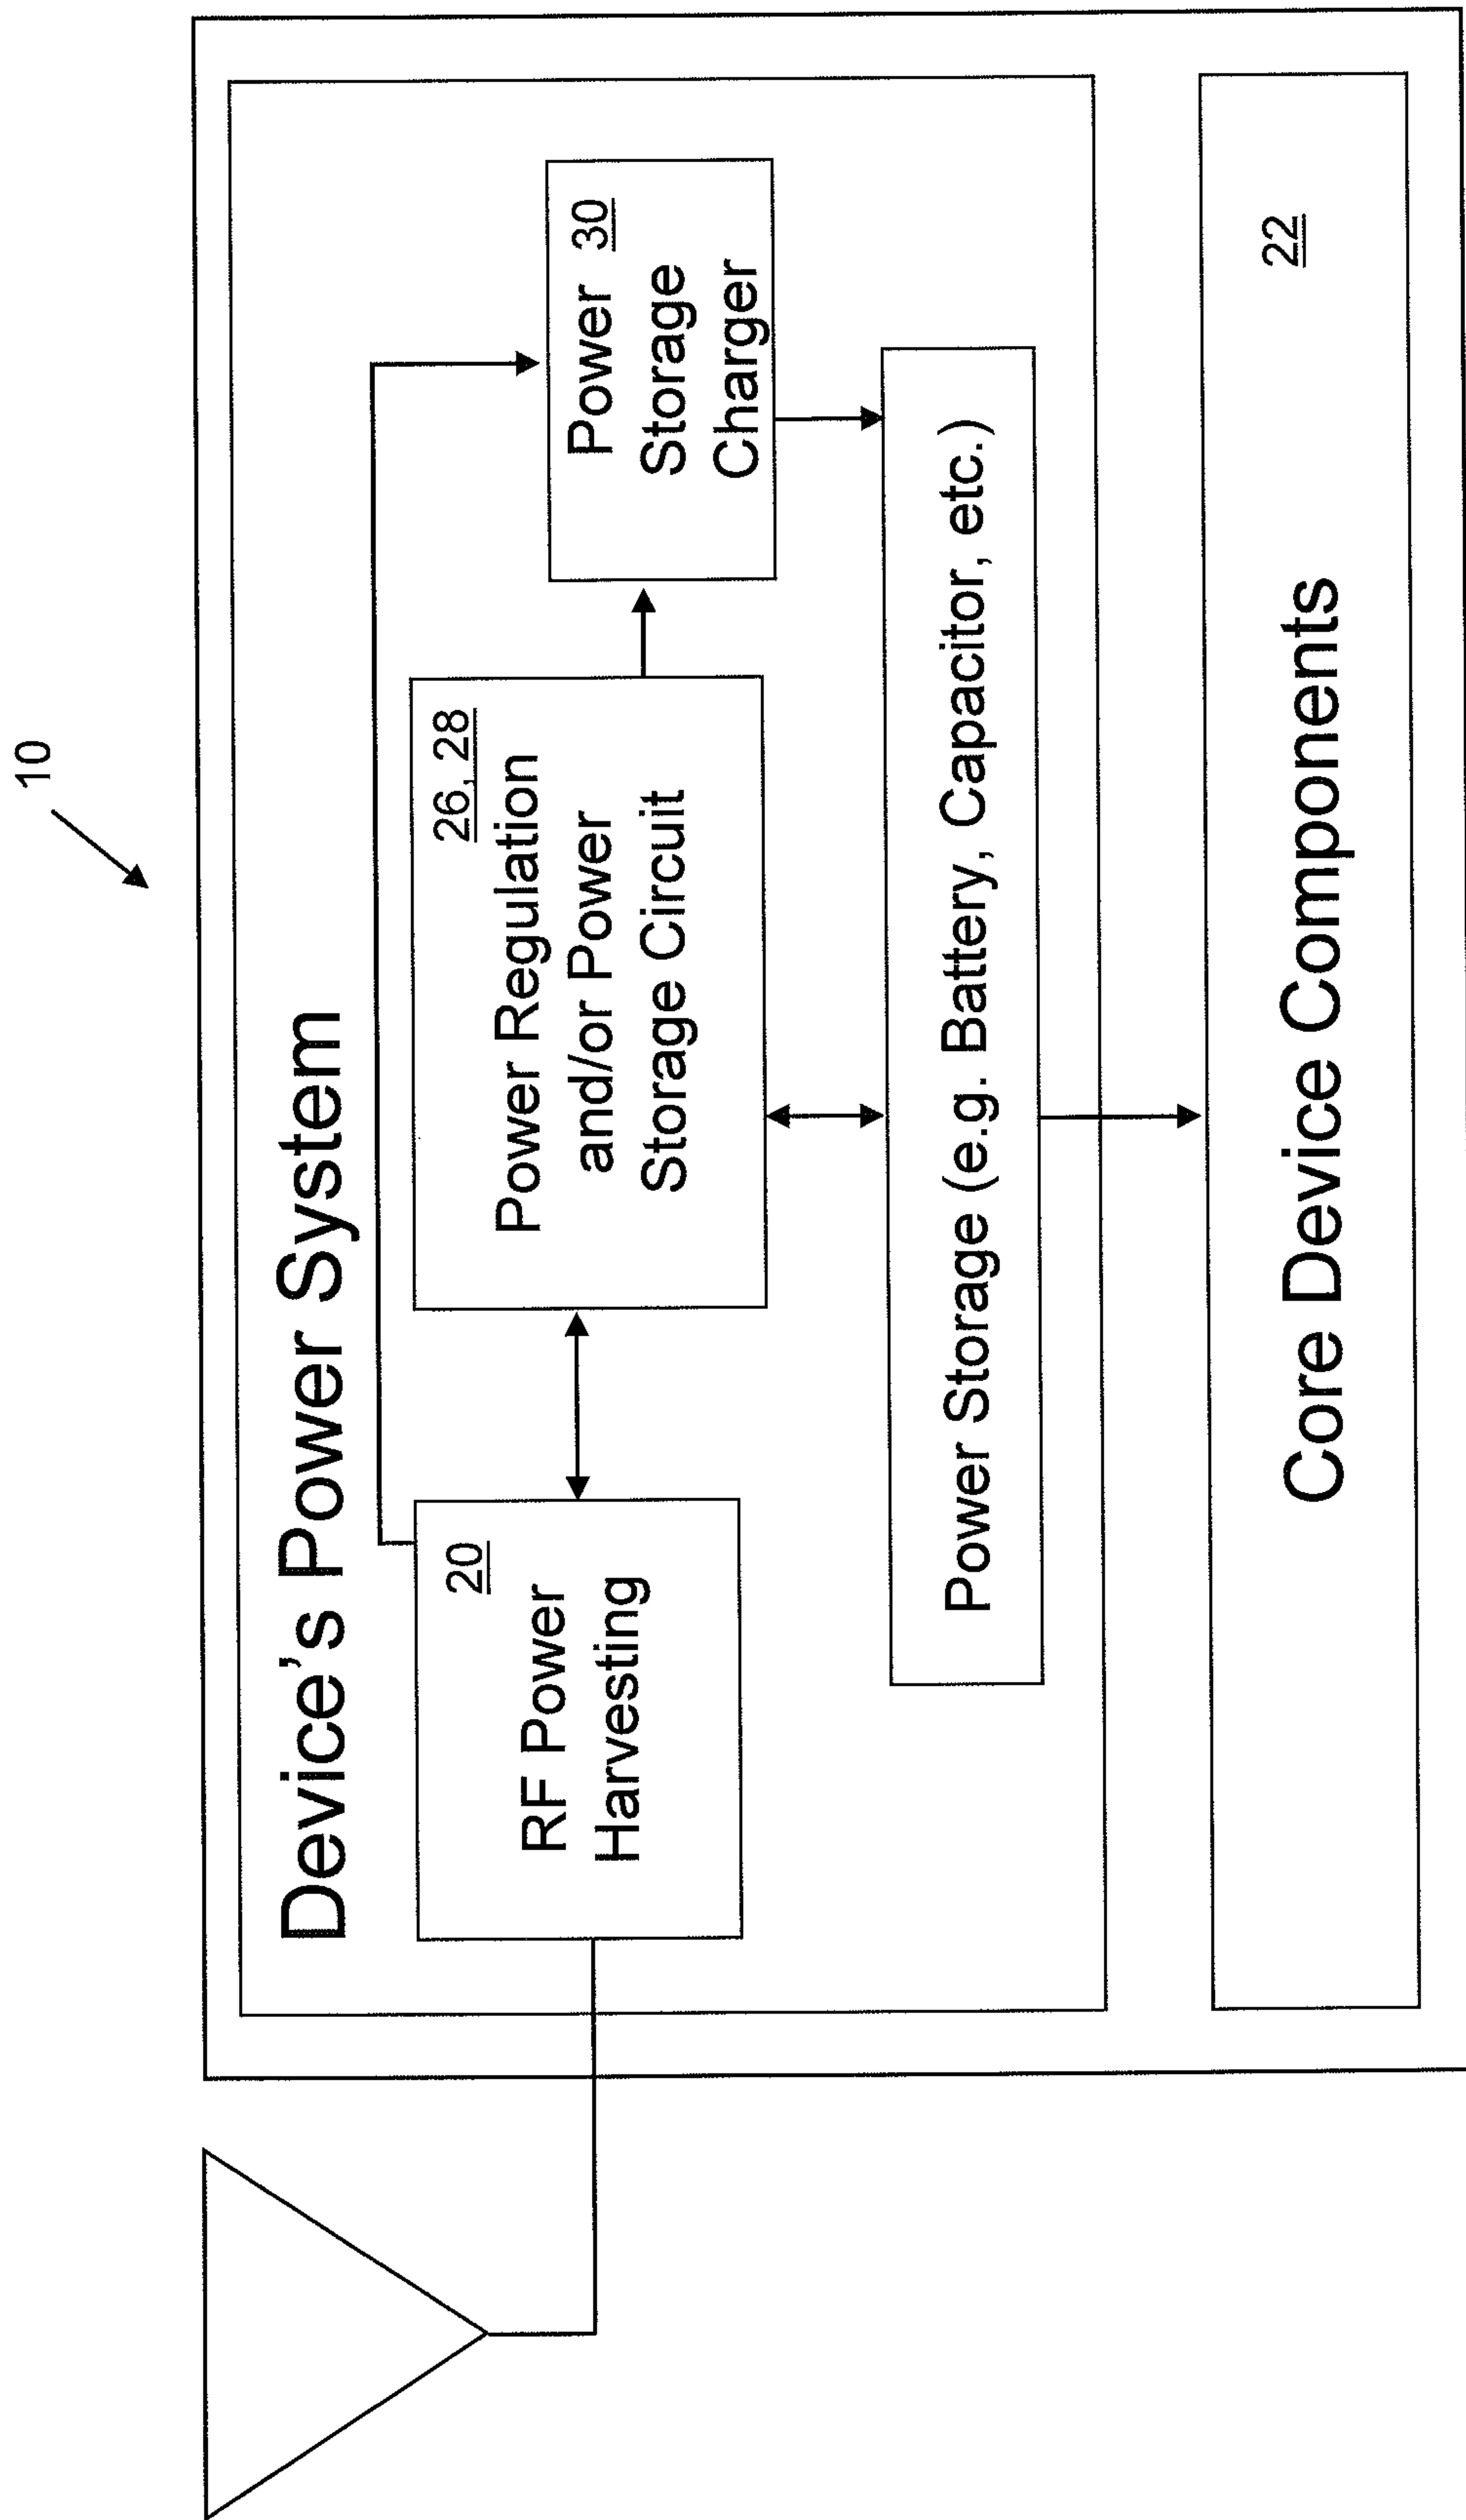 10
Device's Power System
20
RF Power
Harvesting
26, 28
Power Regulation
and/or Power
Storage Circuit
Power 30
Storage
Charger
Power Storage (e.g. Battery, Capacitor, etc.)
22
Core Device Components